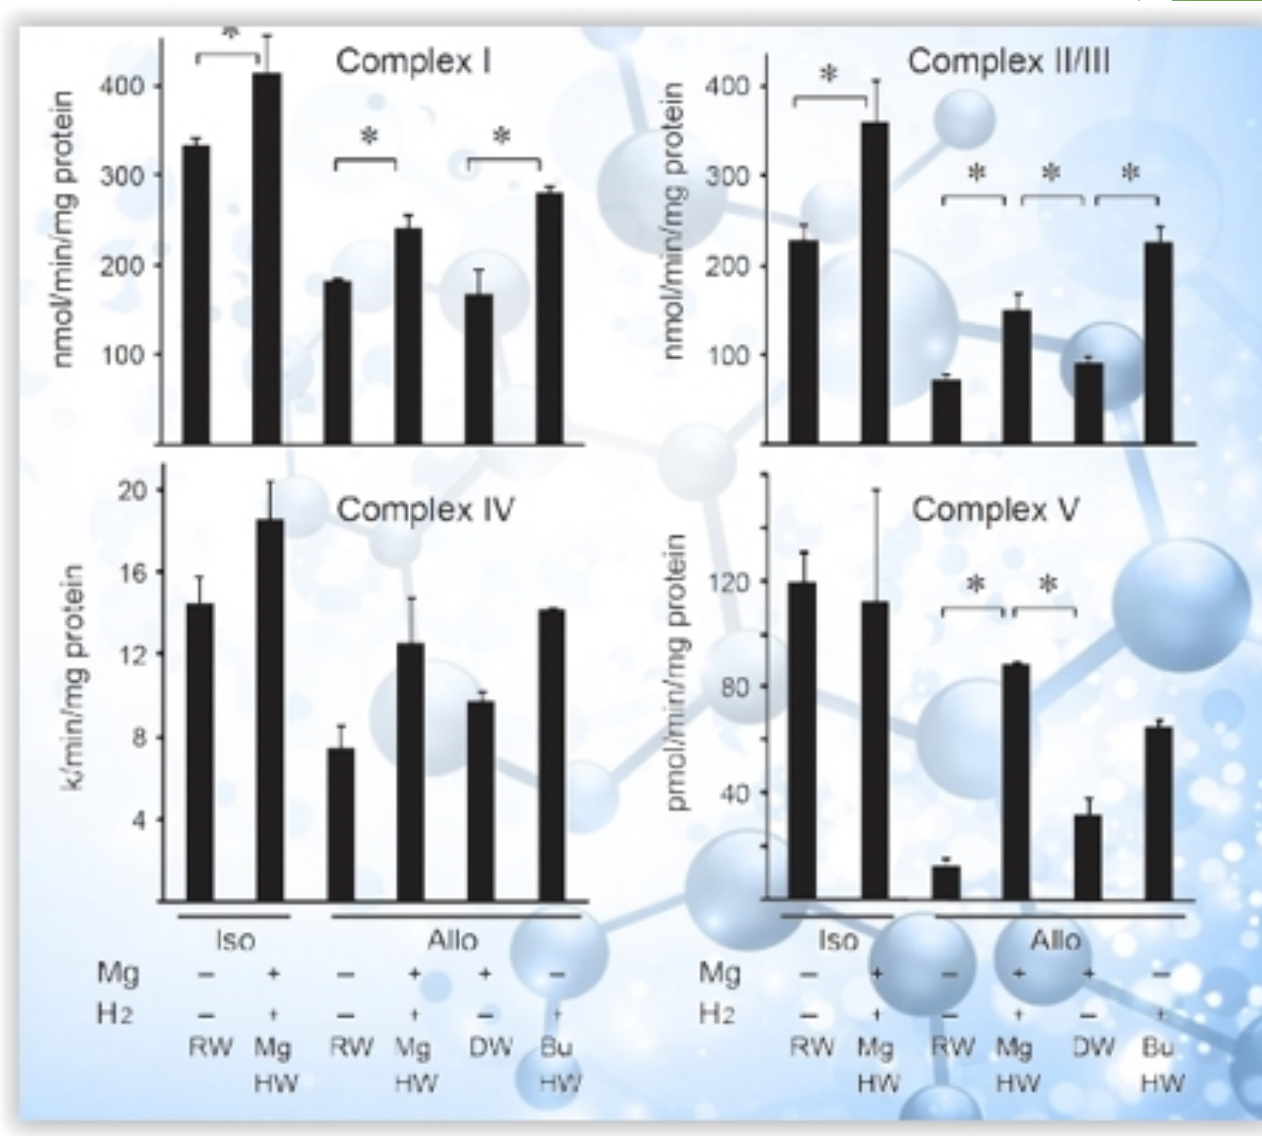 *
Complex I
400
300
200
100
nmol/min/mg protein
*
*
Complex II/III
400
300
200
100
nmol/min/mg protein
*
*
*
*
Complex IV
20
16
12
8
4
k/min/mg protein
Complex V
120
80
40
pmol/min/mg protein
*
*
Iso Allo
Mg – + – + + –
H2 – + – + – +
RW Mg RW Mg DW Bu
HW HW HW
Iso Allo
Mg – + – + + –
H2 – + – + – +
RW Mg RW Mg DW Bu
HW HW HW